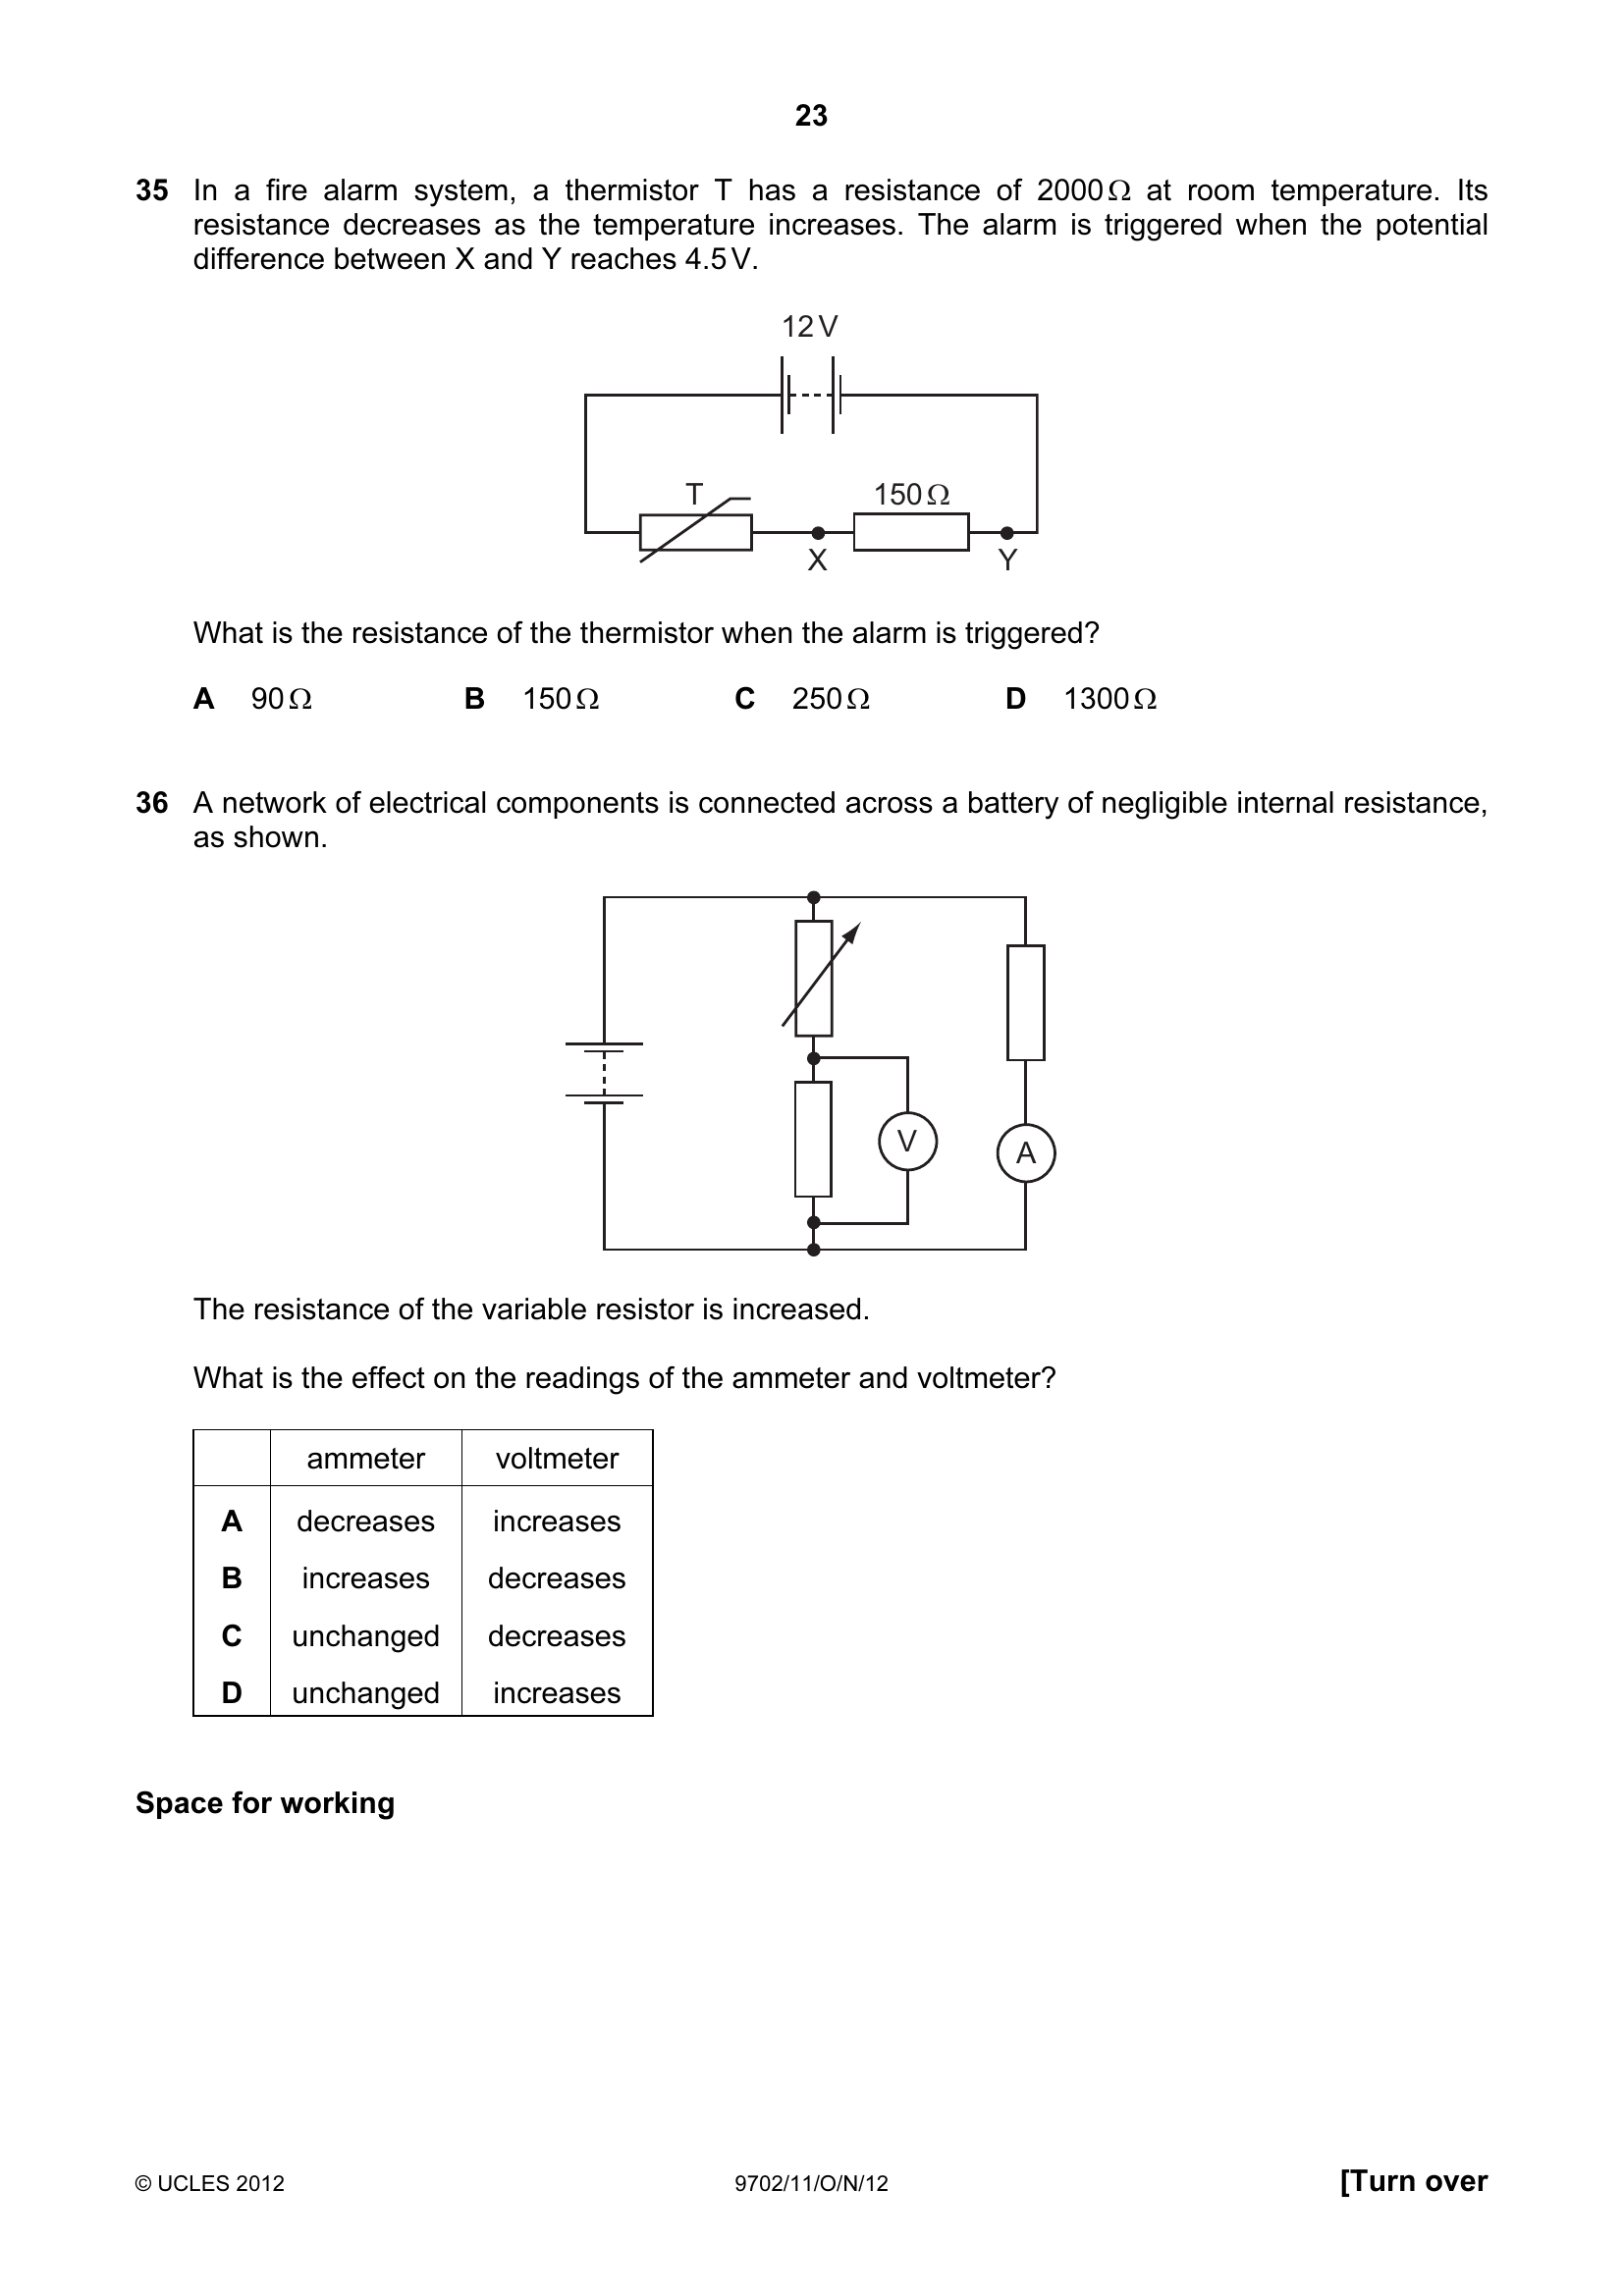 23
35 In a fire alarm system, a thermistor T has a resistance of 2000 Ω at room temperature. Its
resistance decreases as the temperature increases. The alarm is triggered when the potential
difference between X and Y reaches 4.5 V.
12 V
T 150 Ω
X Y
What is the resistance of the thermistor when the alarm is triggered?
A 90 Ω B 150 Ω C 250 Ω D 1300 Ω
36 A network of electrical components is connected across a battery of negligible internal resistance,
as shown.
V
A
The resistance of the variable resistor is increased.
What is the effect on the readings of the ammeter and voltmeter?
ammeter voltmeter
A decreases increases
B increases decreases
C unchanged decreases
D unchanged increases
Space for working
© UCLES 2012 9702/11/O/N/12 [Turn over